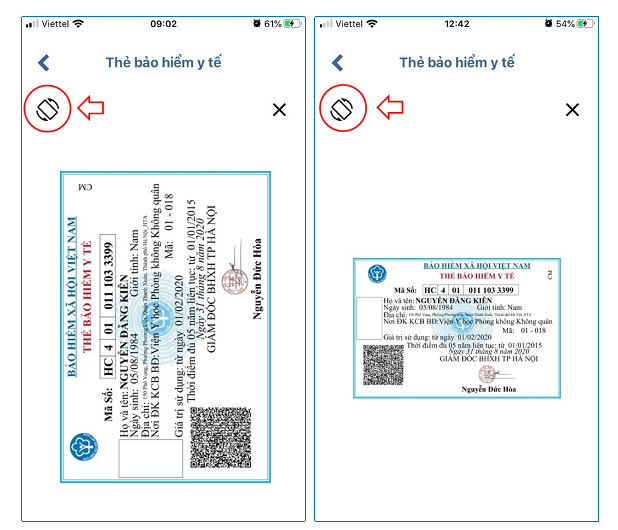 Viettel 09:02 61%
Thẻ bảo hiểm y tế
BẢO HIỂM XÃ HỘI VIỆT NAM
THẺ BẢO HIỂM Y TẾ
CM
Mã Số: HC 4 01 011 103 3399
Họ và tên: NGUYỄN ĐĂNG KIÊN
Ngày sinh: 05/08/1984 Giới tính: Nam
Địa chỉ:
Nơi ĐK KCB BĐ:Viện Y học Phòng không Không quân
Mã: 01 - 018
Giá trị sử dụng: từ ngày 01/02/2020
Thời điểm đủ 05 năm liên tục: từ 01/01/2015
Ngày 31 tháng 8 năm 2020
GIÁM ĐỐC BHXH TP HÀ NỘI
Nguyễn Đức Hòa
Viettel 12:42 54%
Thẻ bảo hiểm y tế
BẢO HIỂM XÃ HỘI VIỆT NAM
THẺ BẢO HIỂM Y TẾ
CM
Mã Số: HC 4 01 011 103 3399
Họ và tên: NGUYỄN ĐĂNG KIÊN
Ngày sinh: 05/08/1984 Giới tính: Nam
Địa chỉ:
Nơi ĐK KCB BĐ:Viện Y học Phòng không Không quân
Mã: 01 - 018
Giá trị sử dụng: từ ngày 01/02/2020
Thời điểm đủ 05 năm liên tục: từ 01/01/2015
Ngày 31 tháng 8 năm 2020
GIÁM ĐỐC BHXH TP HÀ NỘI
Nguyễn Đức Hòa